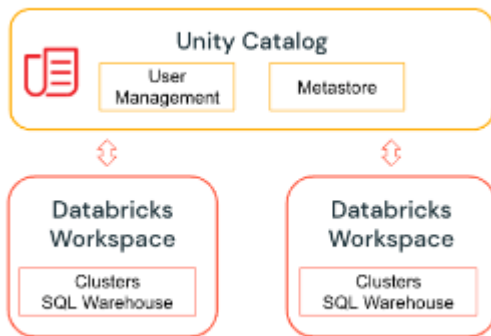 Unity Catalog
User
Management
Metastore
Databricks
Workspace
Clusters
SQL Warehouse
Databricks
Workspace
Clusters
SQL Warehouse